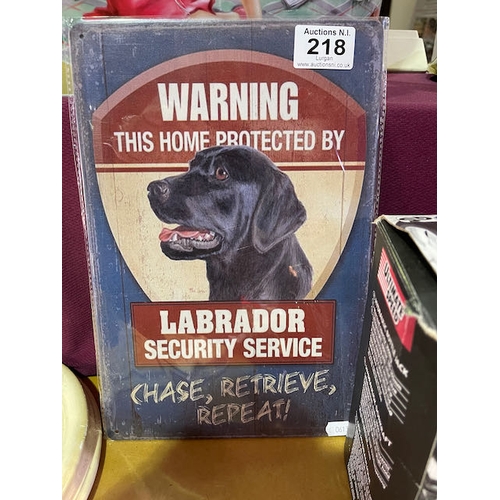 Auctions N.I.
218
Lurgan
www.auctionsni.co.uk
WARNING
THIS HOME PROTECTED BY
LABRADOR
SECURITY SERVICE
CHASE, RETRIEVE,
REPEAT!